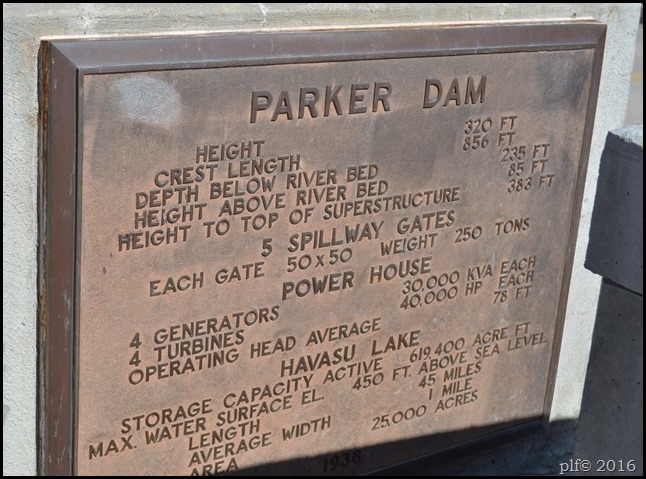 PARKER DAM
HEIGHT 320 FT
CREST LENGTH 856 FT
DEPTH BELOW RIVER BED 235 FT
HEIGHT ABOVE RIVER BED 85 FT
HEIGHT TO TOP OF SUPERSTRUCTURE 383 FT
5 SPILLWAY GATES
EACH GATE 50 x 50 WEIGHT 250 TONS
POWER HOUSE
4 GENERATORS 30,000 KVA EACH
4 TURBINES 40,000 HP EACH
OPERATING HEAD AVERAGE 78 FT
HAVASU LAKE
STORAGE CAPACITY ACTIVE 619,400 ACRE FT
MAX. WATER SURFACE EL. 450 FT. ABOVE SEA LEVEL
LENGTH 45 MILES
AVERAGE WIDTH 1 MILE
AREA 25,000 ACRES
1938
plf© 2016